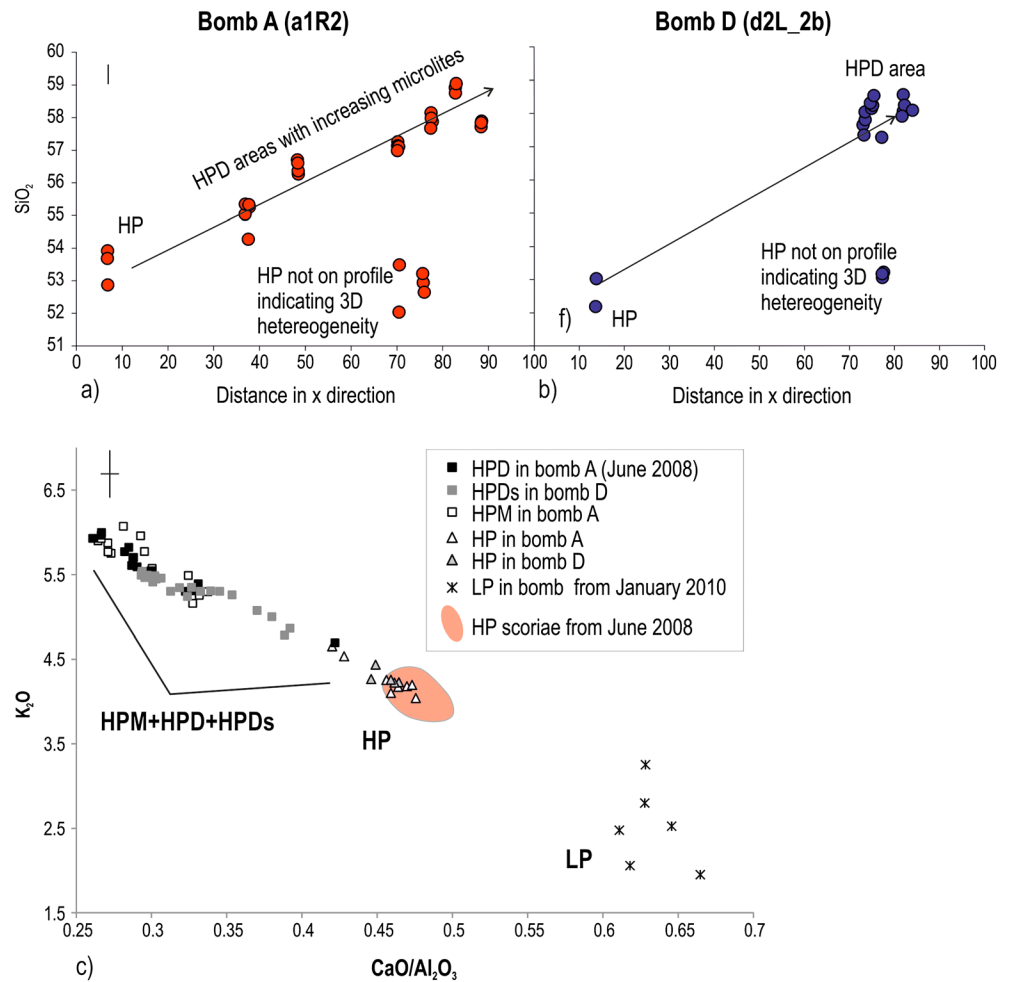 Bomb A (a1R2)
Bomb D (d2L_2b)
60
59
58
57
56
55
54
53
52
51
SiO2
HPD areas with increasing microlites
HP
HP not on profile
indicating 3D
hetereogeneity
0 10 20 30 40 50 60 70 80 90 100
a)
Distance in x direction
HPD area
HP not on profile
indicating 3D
hetereogeneity
f)
HP
0 10 20 30 40 50 60 70 80 90 100
b)
Distance in x direction
HPD in bomb A (June 2008)
HPDs in bomb D
HPM in bomb A
HP in bomb A
HP in bomb D
LP in bomb from January 2010
HP scoriae from June 2008
6.5
5.5
4.5
3.5
2.5
1.5
K2O
HPM+HPD+HPDs
HP
LP
0.25 0.3 0.35 0.4 0.45 0.5 0.55 0.6 0.65 0.7
c)
CaO/Al2O3